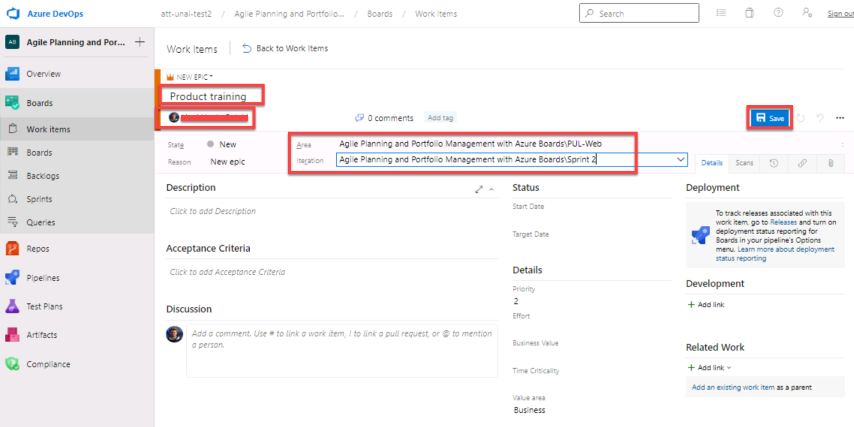 Azure DevOps
att-unai-test2 / Agile Planning and Portfolio... / Boards / Work Items
Search
Sign out
AB Agile Planning and Por...
Overview
Boards
Work items
Boards
Backlogs
Sprints
Queries
Repos
Pipelines
Test Plans
Artifacts
Compliance
Work Items
Back to Work Items
NEW EPIC *
Product training
0 comments
Add tag
Save
State New
Reason New epic
Area Agile Planning and Portfolio Management with Azure Boards\PUL-Web
Iteration Agile Planning and Portfolio Management with Azure Boards\Sprint 2
Details
Scans
Description
Click to add Description
Acceptance Criteria
Click to add Acceptance Criteria
Discussion
Add a comment. Use # to link a work item, ! to link a pull request, or @ to mention
a person.
Status
Start Date
Target Date
Details
Priority
2
Effort
Business Value
Time Criticality
Value area
Business
Deployment
To track releases associated with this
work item, go to Releases and turn on
deployment status reporting for
Boards in your pipeline's Options
menu. Learn more about deployment
status reporting
Development
+ Add link
Related Work
+ Add link
Add an existing work item as a parent